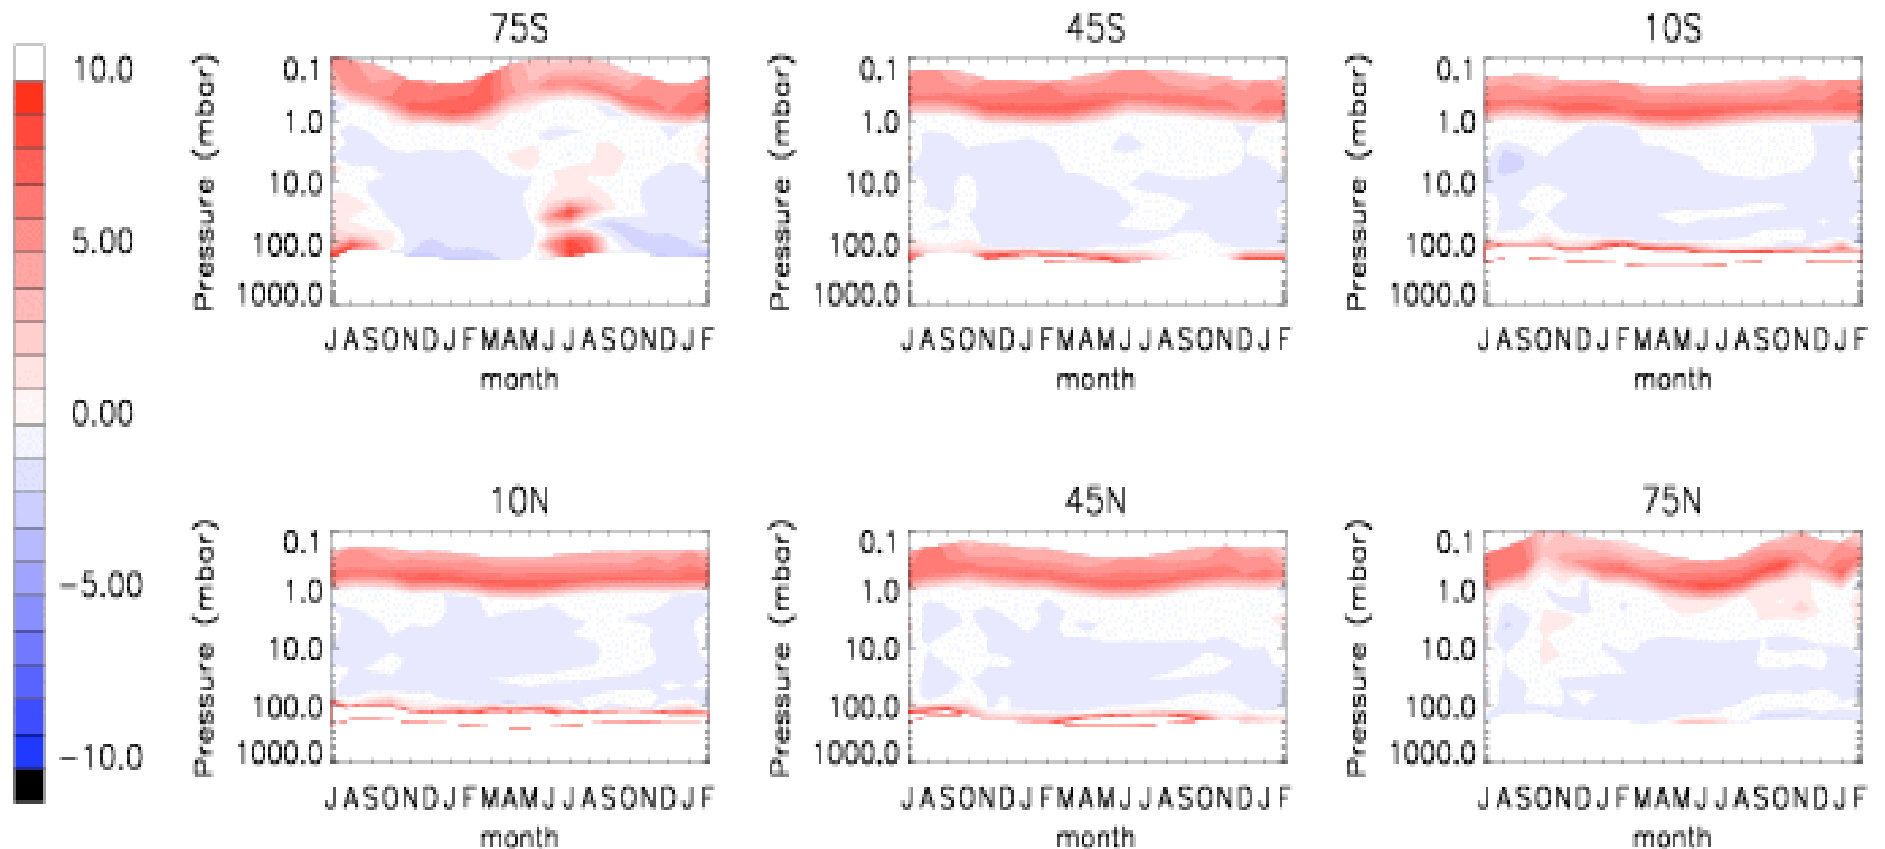 10.0
5.00
0.00
−5.00
−10.0
75S
Pressure (mbar)
0.1
1.0
10.0
100.0
1000.0
JASONDJFMAMJJASONDJF
month
45S
Pressure (mbar)
0.1
1.0
10.0
100.0
1000.0
JASONDJFMAMJJASONDJF
month
10S
Pressure (mbar)
0.1
1.0
10.0
100.0
1000.0
JASONDJFMAMJJASONDJF
month
10N
Pressure (mbar)
0.1
1.0
10.0
100.0
1000.0
JASONDJFMAMJJASONDJF
month
45N
Pressure (mbar)
0.1
1.0
10.0
100.0
1000.0
JASONDJFMAMJJASONDJF
month
75N
Pressure (mbar)
0.1
1.0
10.0
100.0
1000.0
JASONDJFMAMJJASONDJF
month